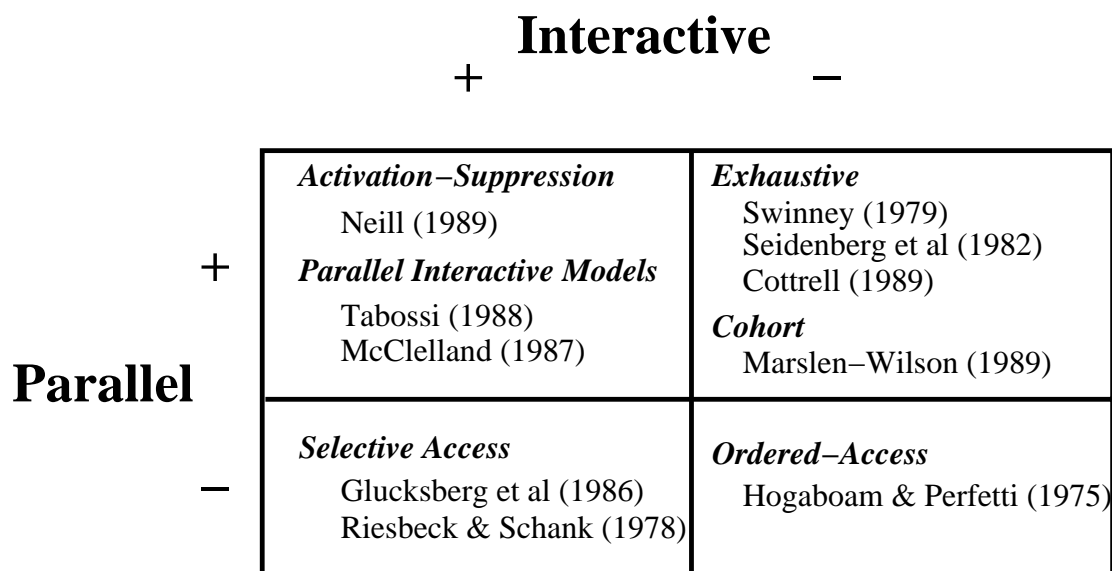 Interactive
+ −
Activation−Suppression
Neill (1989)
Parallel Interactive Models
Tabossi (1988)
McClelland (1987)
Exhaustive
Swinney (1979)
Seidenberg et al (1982)
Cottrell (1989)
Cohort
Marslen−Wilson (1989)
+
Parallel
−
Selective Access
Glucksberg et al (1986)
Riesbeck & Schank (1978)
Ordered−Access
Hogaboam & Perfetti (1975)